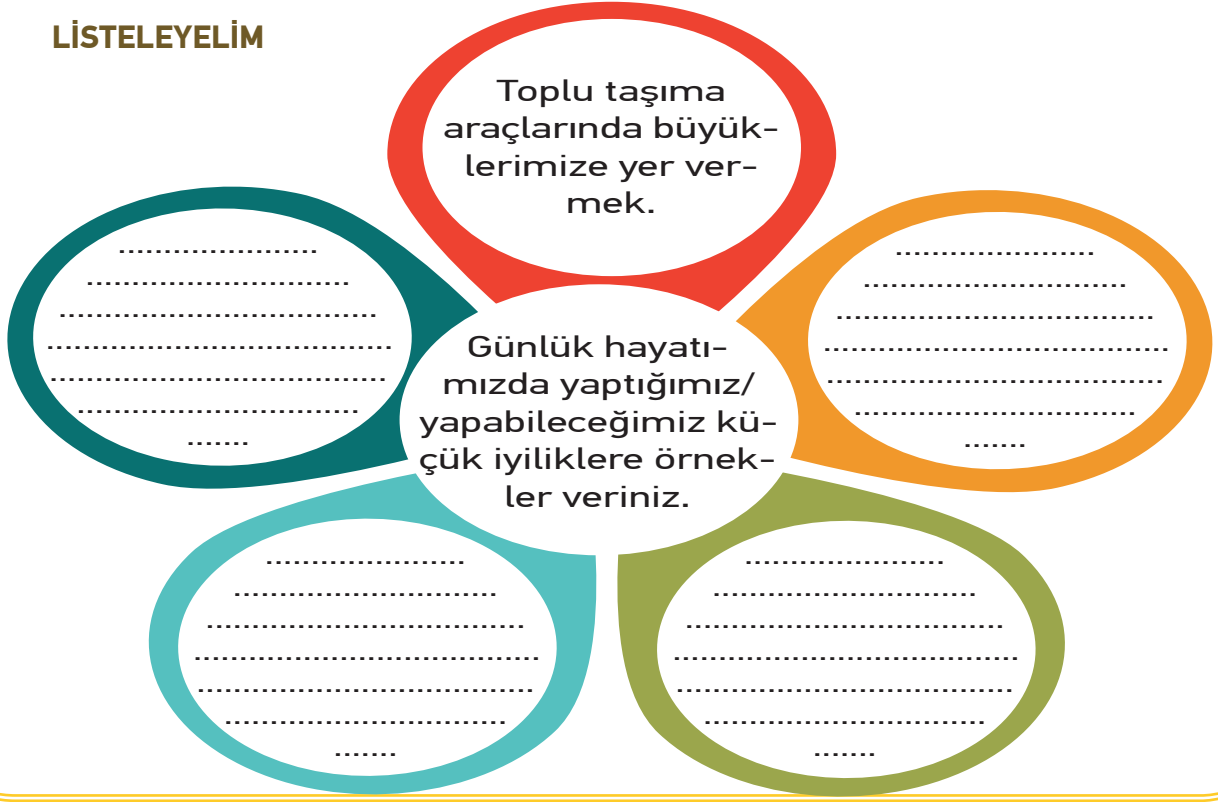 LİSTELEYELİM
Toplu taşıma
araçlarında büyük-
lerimize yer ver-
mek.
Günlük hayatı-
mızda yaptığımız/
yapabileceğimiz kü-
çük iyiliklere örnek-
ler veriniz.